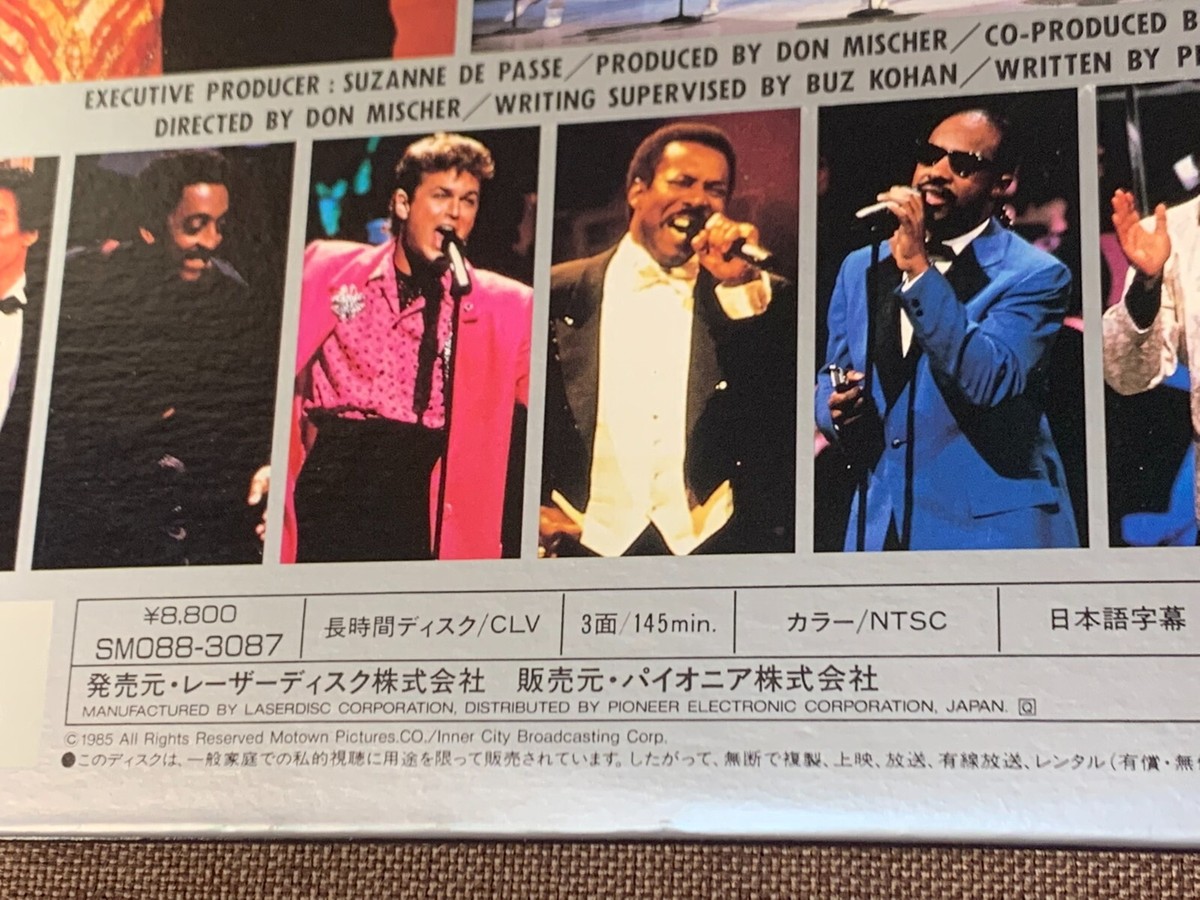 EXECUTIVE PRODUCER : SUZANNE DE PASSE/PRODUCED BY DON MISCHER/CO-PRODUCED
DIRECTED BY DON MISCHER/WRITING SUPERVISED BY BUZ KOHAN/WRITTEN BY
¥8,800
SM088-3087
長時間ディスク/CLV
3面/145min.
カラー/NTSC
日本語字幕
発売元・レーザーディスク株式会社 販売元・パイオニア株式会社
MANUFACTURED BY LASERDISC CORPORATION, DISTRIBUTED BY PIONEER ELECTRONIC CORPORATION, JAPAN. Q
© 1985 All Rights Reserved Motown Pictures.CO./Inner City Broadcasting Corp.
●このディスクは、一般家庭での私的視聴に用途を限って販売されています。したがって、無断で複製、上映、放送、有線放送、レンタル(有償・無